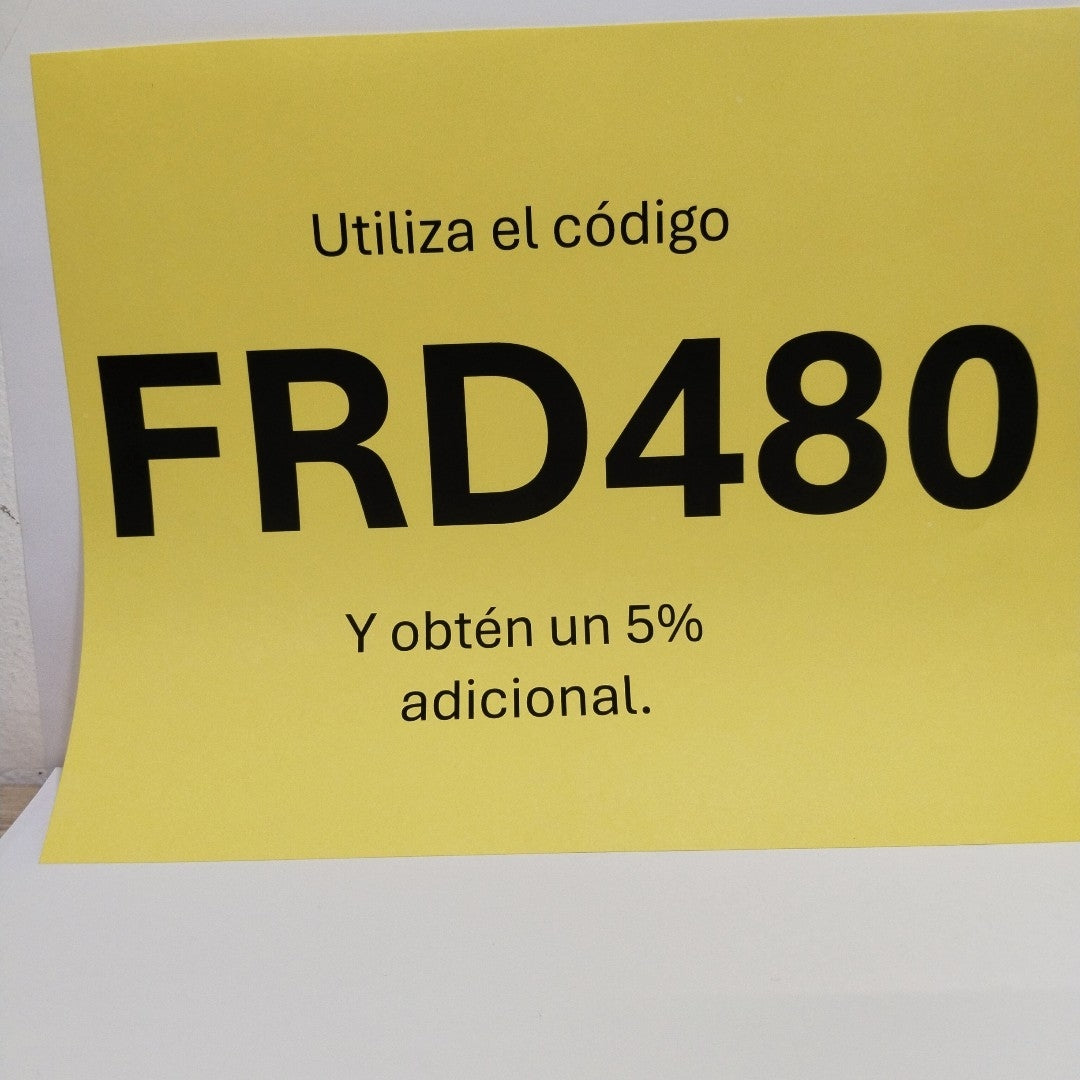 Utiliza el código
FRD480
Y obtén un 5%
adicional.